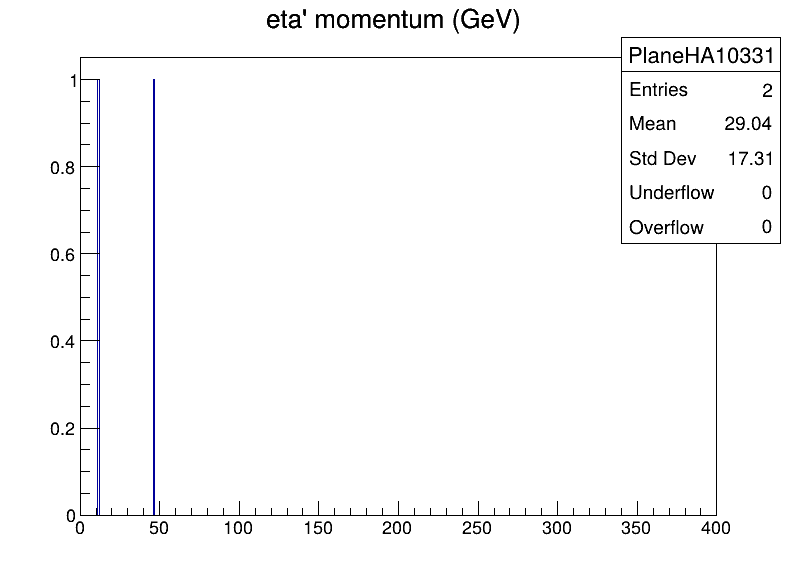 eta' momentum (GeV)
PlaneHA10331
Entries 2
Mean 29.04
Std Dev 17.31
Underflow 0
Overflow 0
1
0.8
0.6
0.4
0.2
0
0 50 100 150 200 250 300 350 400